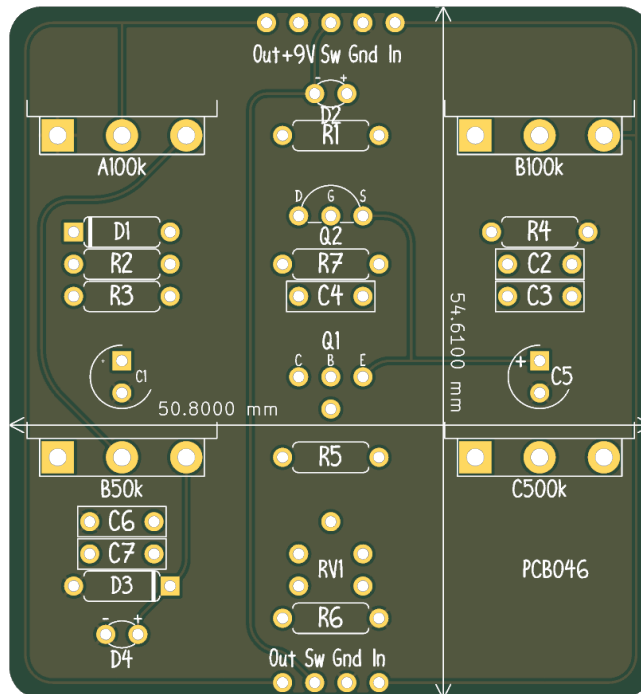 Out +9V Sw Gnd In
- +
D2
R1
A100k
B100k
D G S
Q2
D1
R4
R2
R7
C2
R3
C4
C3
54.6100 mm
Q1
C B E
C1
+
C5
50.8000 mm
R5
B50k
C500k
C6
C7
RV1
PCB046
D3
R6
- +
D4
Out Sw Gnd In